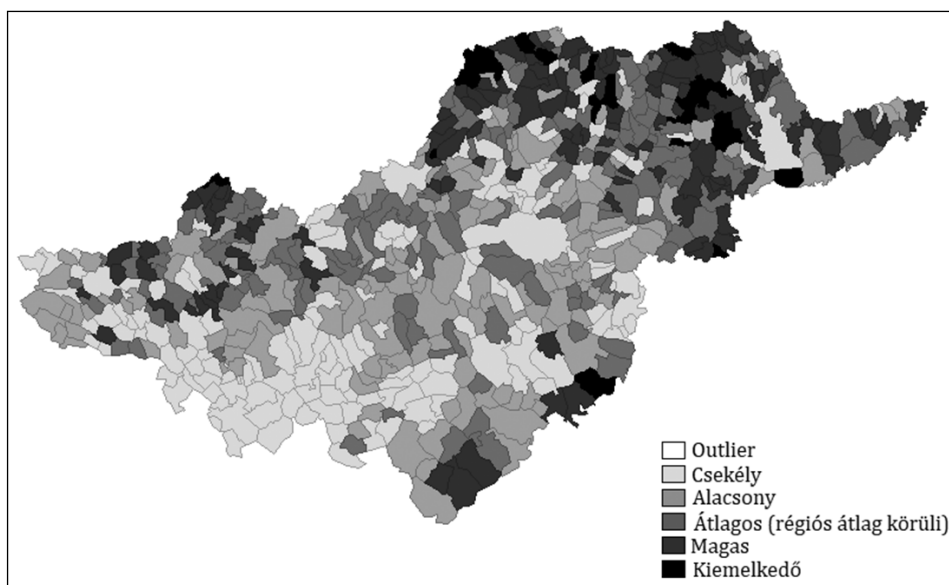 Outlier
Csekély
Alacsony
Átlagos (régiós átlag körüli)
Magas
Kiemelkedő